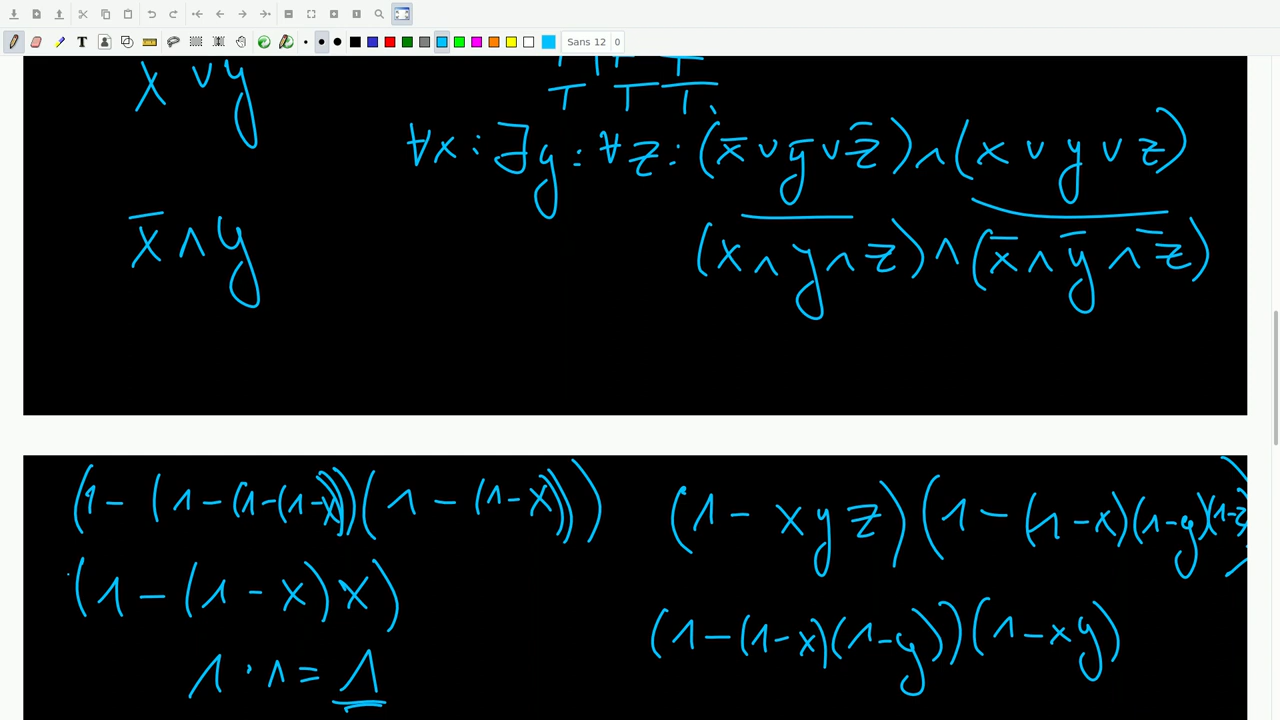 Sans 12 0
x ∨ y
T T T
∀x : ∃y : ∀z : (x̅ ∨ y̅ ∨ z̅) ∧ (x ∨ y ∨ z)
x̅ ∧ y
(x ∧ y ∧ z) ∧ (x̅ ∧ y̅ ∧ z̅)
(1 - (1 - (1-(1-x)))(1 - (1-x)))
(1 - xyz)(1 - (1-x)(1-y)(1-z))
(1 - (1 - x) x)
(1 - (1-x)(1-y))(1-xy)
1 · 1 = 1